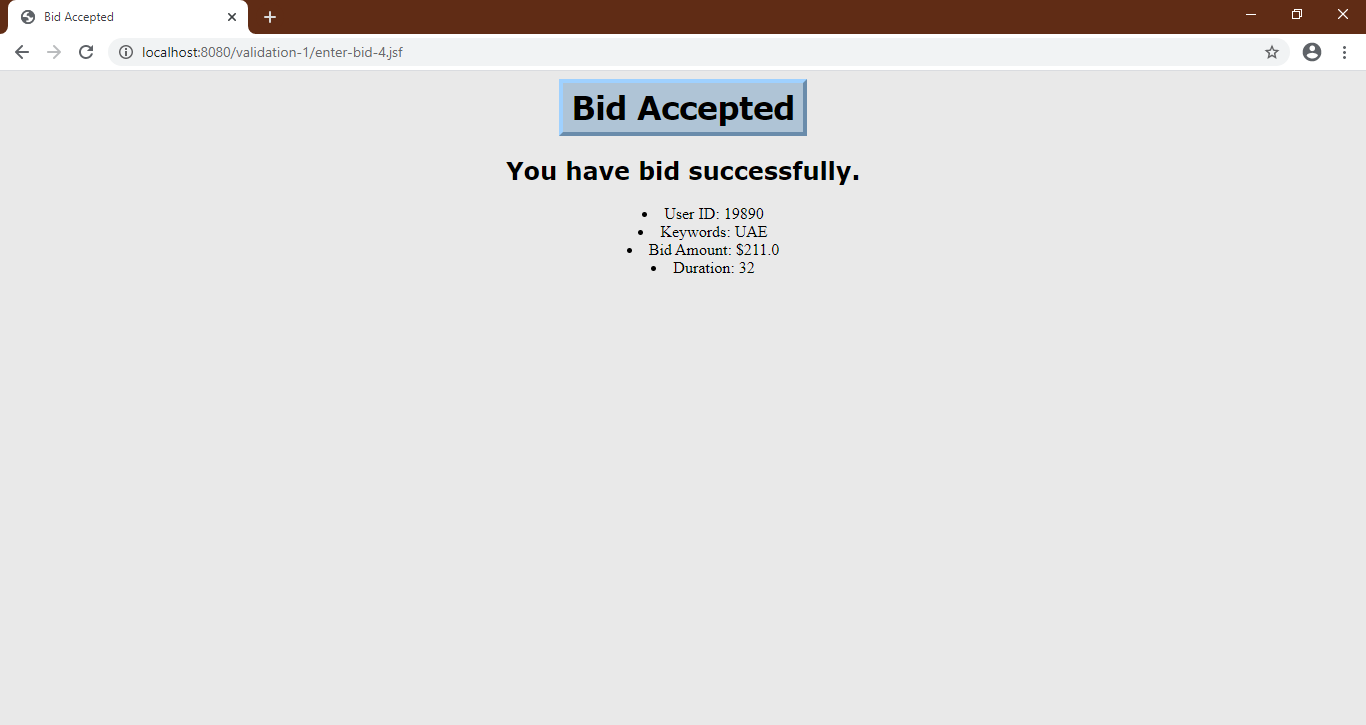 Bid Accepted
localhost:8080/validation-1/enter-bid-4.jsf
Bid Accepted
You have bid successfully.
User ID: 19890
Keywords: UAE
Bid Amount: $211.0
Duration: 32